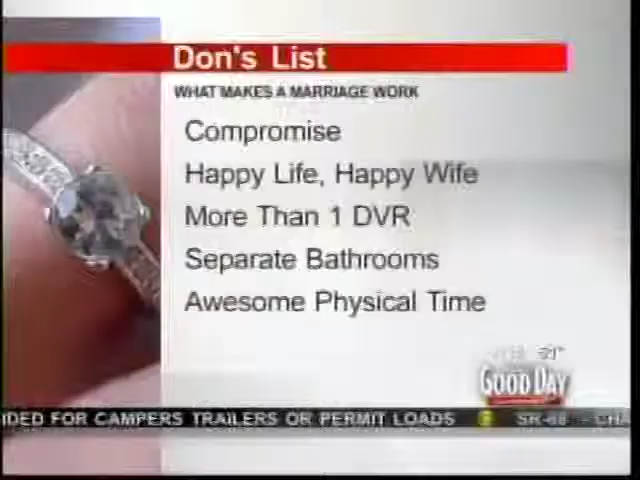 Don's List
WHAT MAKES A MARRIAGE WORK
Compromise
Happy Life, Happy Wife
More Than 1 DVR
Separate Bathrooms
Awesome Physical Time
GOOD DAY
IDED FOR CAMPERS TRAILERS OR PERMIT LOADS